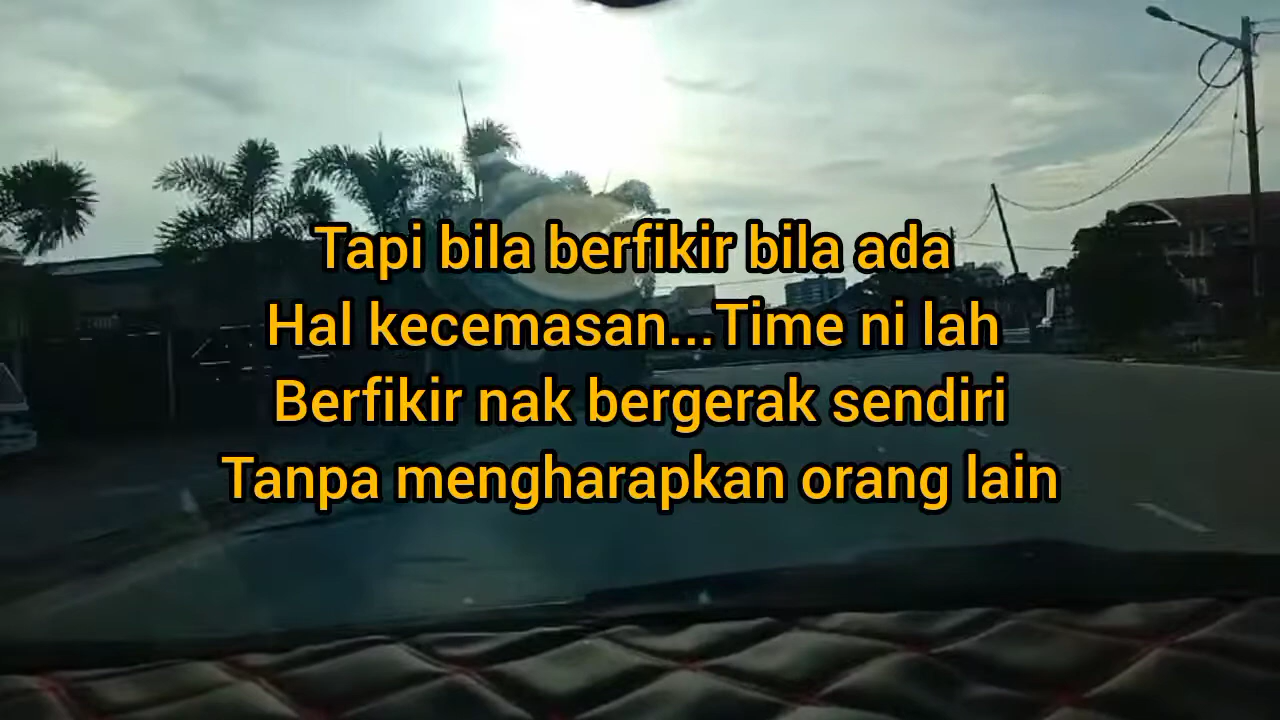 Tapi bila berfikir bila ada
Hal kecemasan...Time ni lah
Berfikir nak bergerak sendiri
Tanpa mengharapkan orang lain